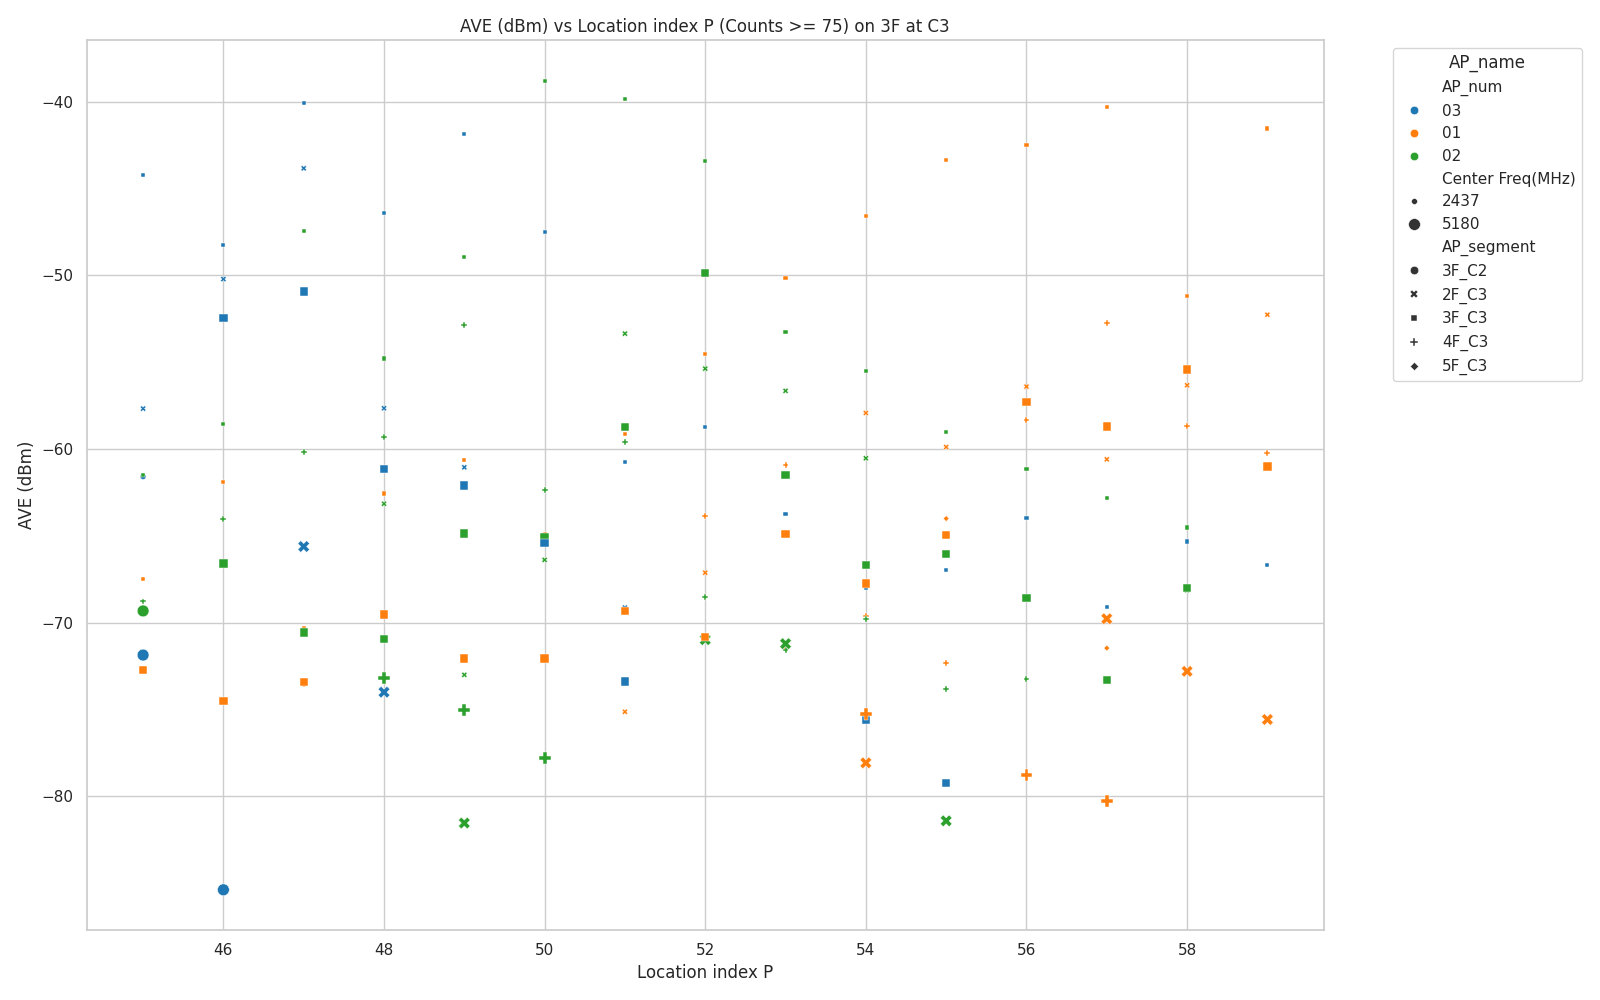 AVE (dBm) vs Location index P (Counts >= 75) on 3F at C3
AVE (dBm)
−40
−50
−60
−70
−80
46 48 50 52 54 56 58
Location index P
AP_name
AP_num
03
01
02
Center Freq(MHz)
2437
5180
AP_segment
3F_C2
2F_C3
3F_C3
4F_C3
5F_C3